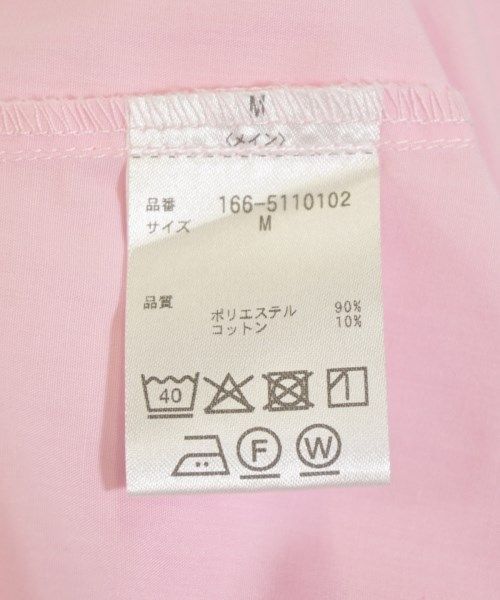 M
〈メイン〉
品番 166-5110102
サイズ M
品質 ポリエステル 90%
コットン 10%
40
F W